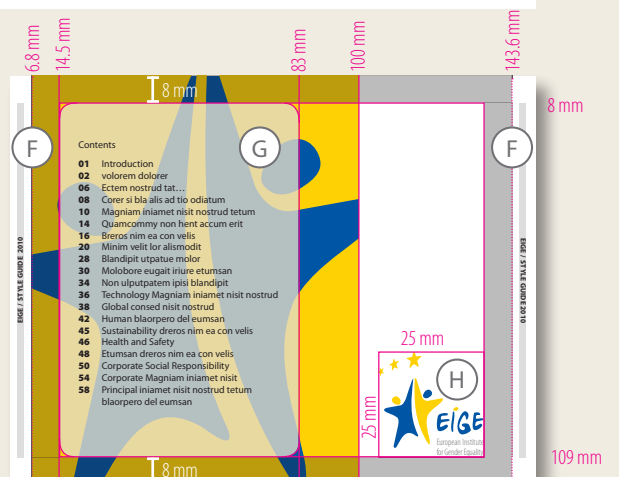 6.8 mm
14.5 mm
83 mm
100 mm
143.6 mm
8 mm
8 mm
F
G
F
Contents
01 Introduction
02 volorem dolorer
06 Ectem nostrud tat…
08 Corer si bla alis ad tio odiatum
10 Magniam iniamet nisit nostrud tetum
14 Quamcommy non hent accum erit
16 Breros nim ea con velis
20 Minim velit lor alismodit
28 Blandipit utpatue molor
30 Molobore eugait iriure etumsan
34 Non ulputpatem ipisi blandipit
36 Technology Magniam iniamet nisit nostrud
38 Global consed nisit nostrud
42 Human blaorpero del eumsan
45 Sustainability dreros nim ea con velis
46 Health and Safety
48 Etumsan dreros nim ea con velis
50 Corporate Social Responsibility
54 Corporate Magniam iniamet nisit
58 Principal iniamet nisit nostrud tetum
blaorpero del eumsan
EIGE / STYLE GUIDE 2010
EIGE / STYLE GUIDE 2010
25 mm
25 mm
H
EIGE
European Institute
for Gender Equality
109 mm
8 mm